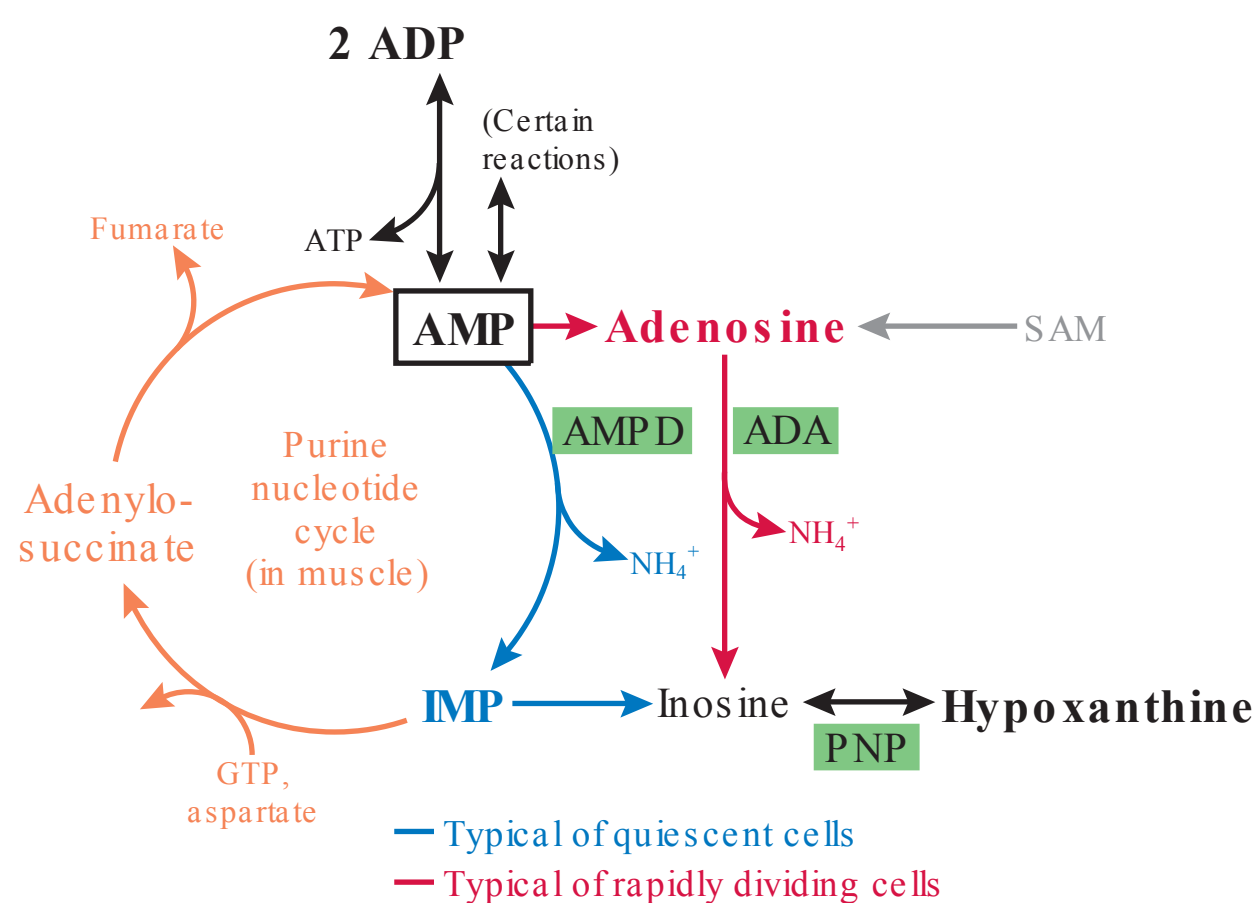 2 ADP
(Certain
reactions)
Fumarate
ATP
AMP
Adenosine
SAM
AMPD
ADA
Purine
nucleotide
cycle
(in muscle)
Adenylo-
succinate
NH₄⁺
NH₄⁺
IMP
Inosine
Hypoxanthine
PNP
GTP,
aspartate
Typical of quiescent cells
Typical of rapidly dividing cells